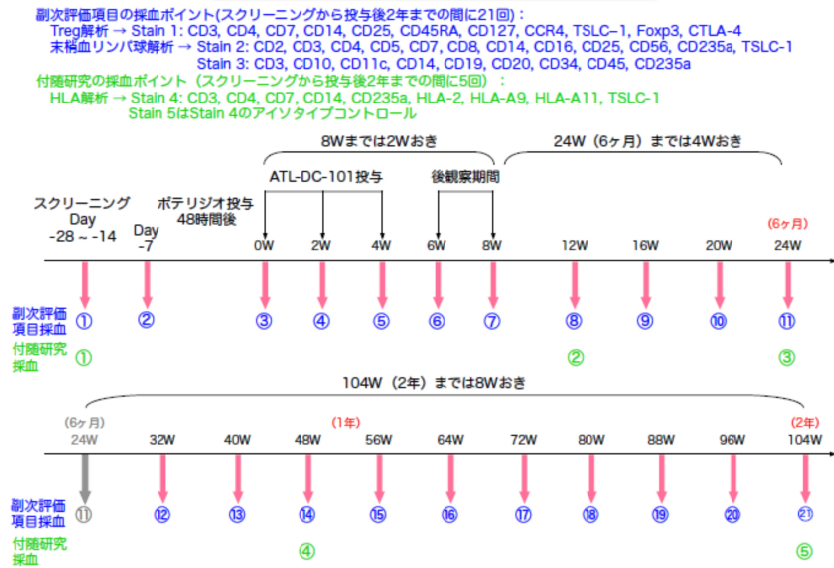 副次評価項目の採血ポイント(スクリーニングから投与後2年までの間に21回)：
Treg解析 → Stain 1: CD3, CD4, CD7, CD14, CD25, CD45RA, CD127, CCR4, TSLC-1, Foxp3, CTLA-4
末梢血リンパ球解析 → Stain 2: CD2, CD3, CD4, CD5, CD7, CD8, CD14, CD16, CD25, CD56, CD235a, TSLC-1
Stain 3: CD3, CD10, CD11c, CD14, CD19, CD20, CD34, CD45, CD235a
付随研究の採血ポイント（スクリーニングから投与後2年までの間に5回）：
HLA解析 → Stain 4: CD3, CD4, CD7, CD14, CD235a, HLA-2, HLA-A9, HLA-A11, TSLC-1
Stain 5はStain 4のアイソタイプコントロール
8Wまでは2Wおき 24W（6ヶ月）までは4Wおき
ATL-DC-101投与 後観察期間
スクリーニング Day -28 ~ -14 Day -7 ポテリジオ投与 48時間後
(6ヶ月)
0W 2W 4W 6W 8W 12W 16W 20W 24W
副次評価項目採血 ① ② ③ ④ ⑤ ⑥ ⑦ ⑧ ⑨ ⑩ ⑪
付随研究採血 ① ② ③
104W（2年）までは8Wおき
(6ヶ月) (1年) (2年)
24W 32W 40W 48W 56W 64W 72W 80W 88W 96W 104W
副次評価項目採血 ⑪ ⑫ ⑬ ⑭ ⑮ ⑯ ⑰ ⑱ ⑲ ⑳ ㉑
付随研究採血 ④ ⑤